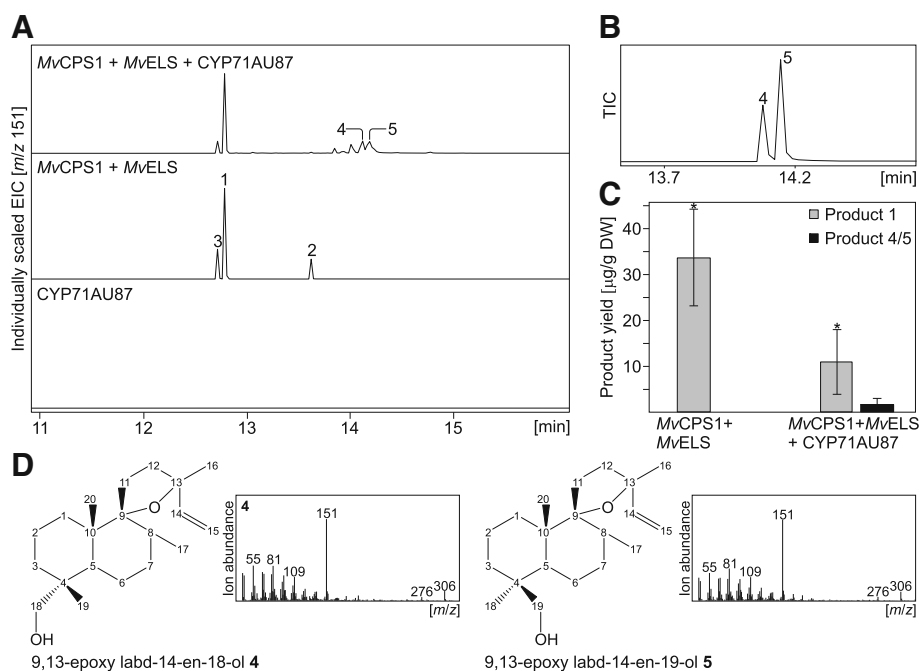 A
MvCPS1 + MvELS + CYP71AU87
4 5
MvCPS1 + MvELS
1
3
2
CYP71AU87
Individually scaled EIC [m/z 151]
11 12 13 14 15 [min]
B
TIC
4
5
13.7 14.2 [min]
C
Product yield [µg/g DW]
40
30
20
10
* *
Product 1
Product 4/5
MvCPS1+ MvCPS1+MvELS
MvELS + CYP71AU87
D
1 2 3 4 5 6 7 8 9 10 11 12 13 14 15 16 17 18 19 20
O
OH
9,13-epoxy labd-14-en-18-ol 4
4
Ion abundance
55 81 109 151 276 306
[m/z]
1 2 3 4 5 6 7 8 9 10 11 12 13 14 15 16 17 18 19 20
O
OH
9,13-epoxy labd-14-en-19-ol 5
Ion abundance
55 81 109 151 276 306
[m/z]